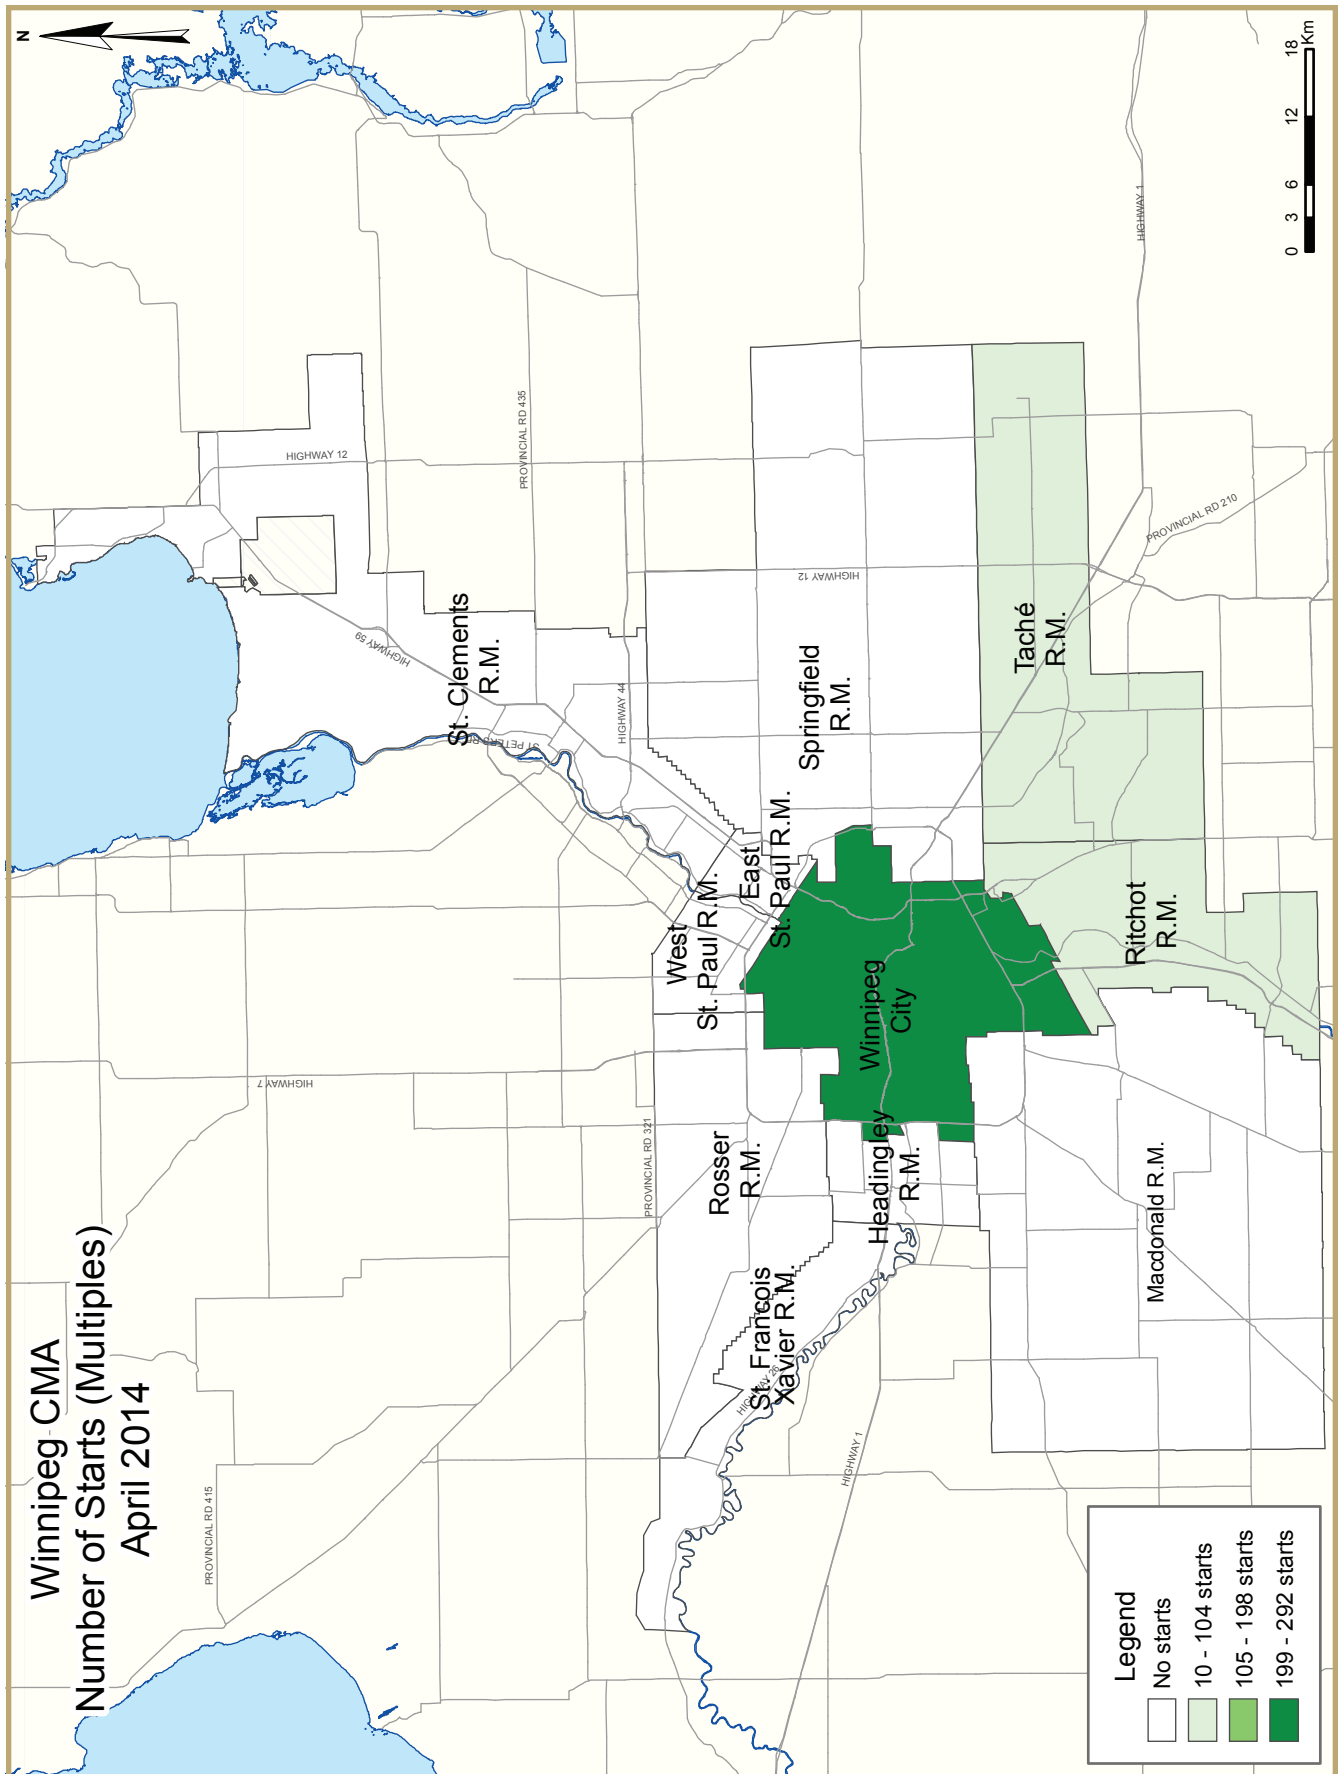 Winnipeg CMA
Number of Starts (Multiples)
April 2014
N
HIGHWAY 12
PROVINCIAL RD 435
HIGHWAY 59
St. Clements
R.M.
ST PETERS RD
HIGHWAY 44
HIGHWAY 7
PROVINCIAL RD 415
PROVINCIAL RD 321
West
St. Paul R.M.
East
St. Paul R.M.
Springfield
R.M.
HIGHWAY 12
Rosser
R.M.
St. Francois
Xavier R.M.
HIGHWAY 26
Headingley
R.M.
Winnipeg
City
HIGHWAY 1
Taché
R.M.
HIGHWAY 1
PROVINCIAL RD 210
Ritchot
R.M.
Macdonald R.M.
Legend
No starts
10 - 104 starts
105 - 198 starts
199 - 292 starts
0 3 6 12 18
Km